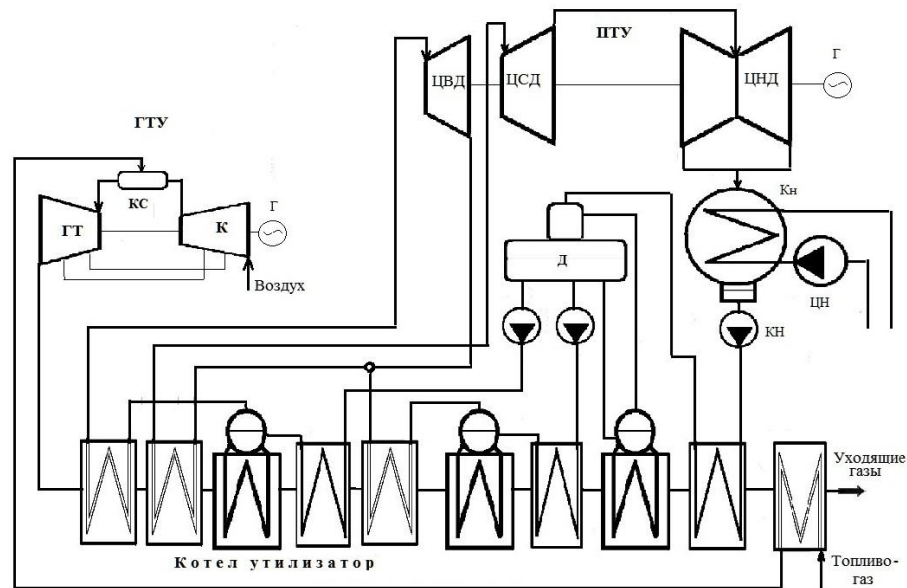 ПТУ
ЦВД
ЦСД
ЦНД
Г
ГТУ
КС
Г
ГТ
К
Воздух
Кн
Д
ЦН
КН
Уходящие
газы
Котел утилизатор
Топливо-
газ